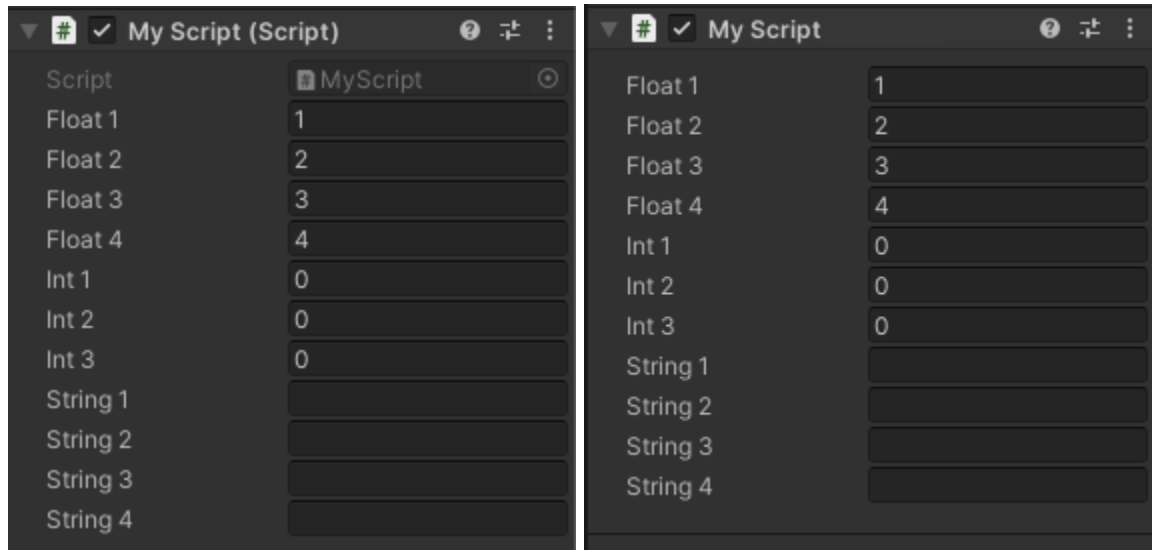 # My Script (Script)
Script # MyScript
Float 1 1
Float 2 2
Float 3 3
Float 4 4
Int 1 0
Int 2 0
Int 3 0
String 1
String 2
String 3
String 4
# My Script
Float 1 1
Float 2 2
Float 3 3
Float 4 4
Int 1 0
Int 2 0
Int 3 0
String 1
String 2
String 3
String 4